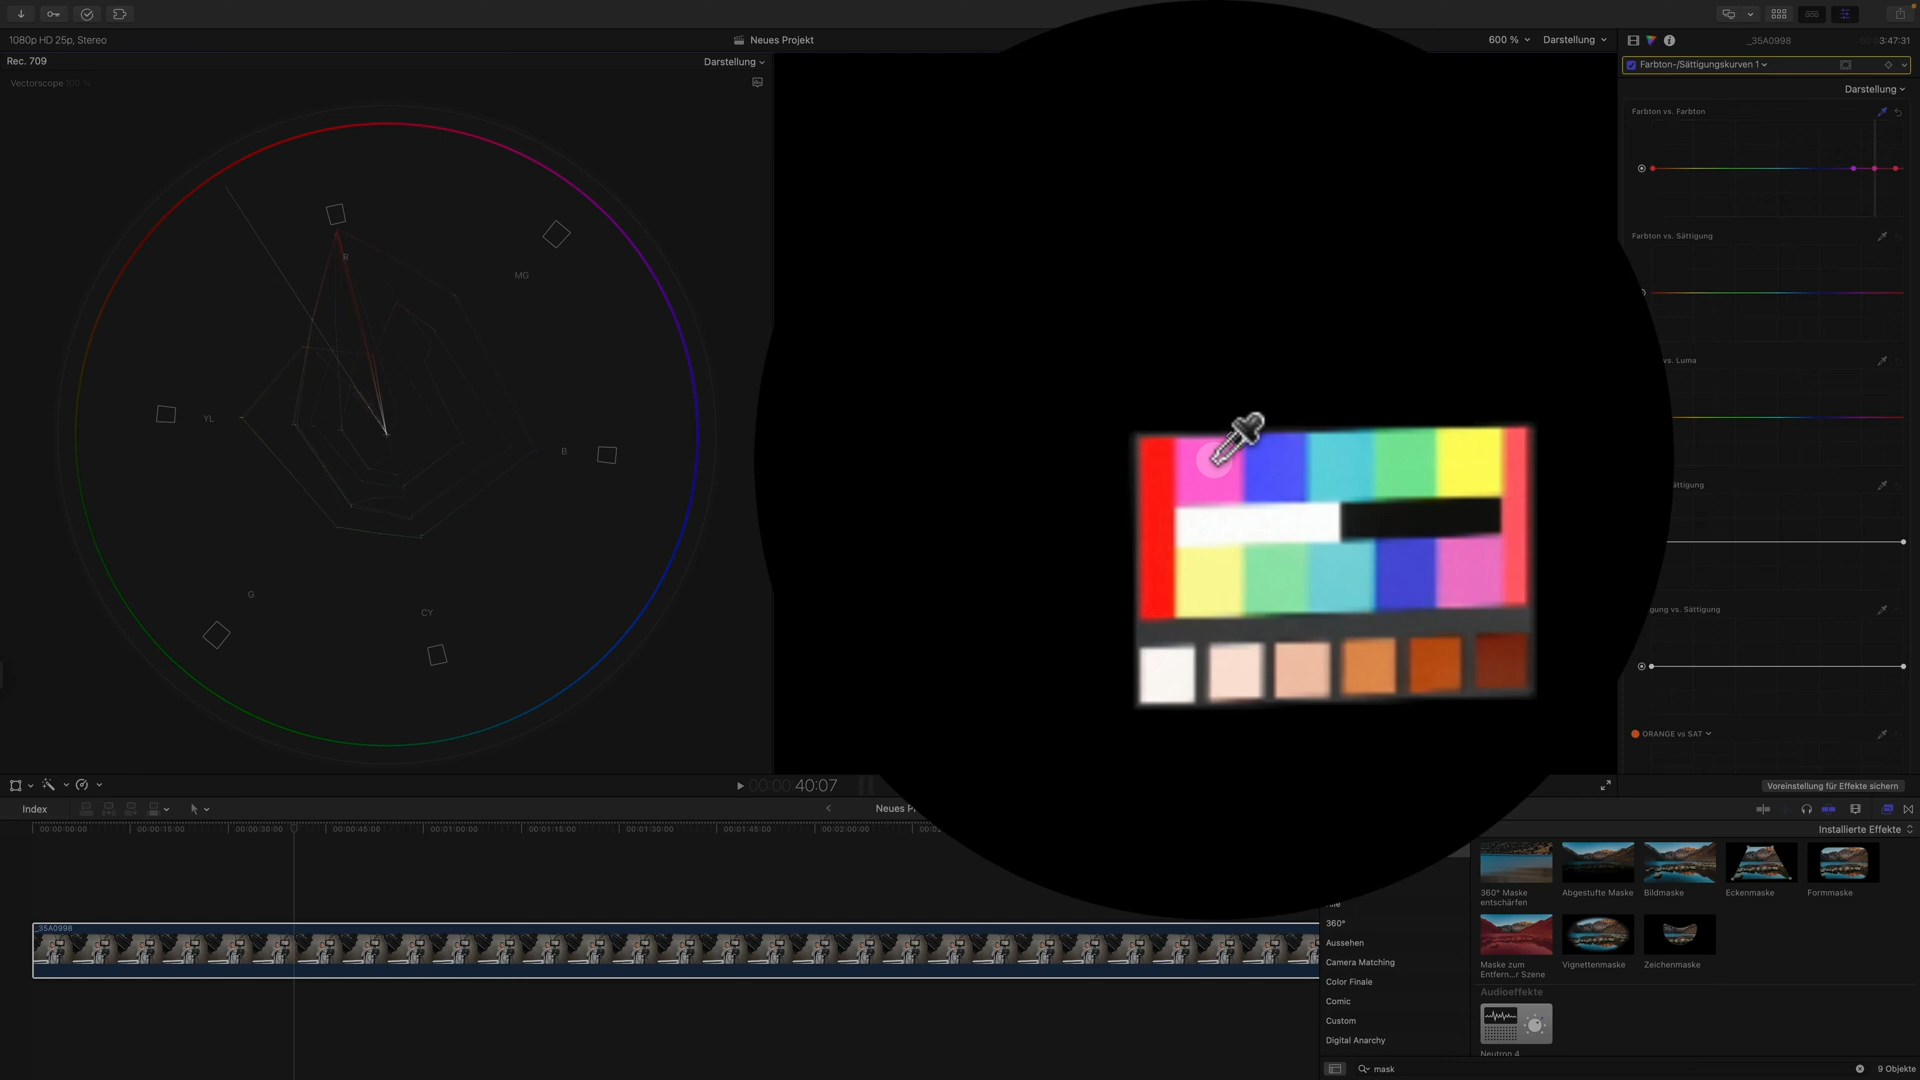 1080p HD 25p, Stereo
Neues Projekt
600 %
Darstellung
_35A0998
3:47:31
Rec. 709
Darstellung
Farbton-/Sättigungskurven 1
Vectorscope 100 %
Darstellung
Farbton vs. Farbton
Farbton vs. Sättigung
vs. Luma
ättigung
gung vs. Sättigung
ORANGE vs SAT
R
MG
YL
B
G
CY
40:07
Voreinstellung für Effekte sichern
Index
Neues P
Installierte Effekte
00:00:00:00
00:00:15:00
00:00:30:00
00:00:45:00
00:01:00:00
00:01:15:00
00:01:30:00
00:01:45:00
00:02:00:00
360° Maske entschärfen
Abgestufte Maske
Bildmaske
Eckenmaske
Formmaske
_35A0998
360°
Aussehen
Camera Matching
Color Finale
Comic
Custom
Digital Anarchy
Maske zum Entfern...r Szene
Vignettenmaske
Zeichenmaske
Audioeffekte
Neutron 4
mask
9 Objekte